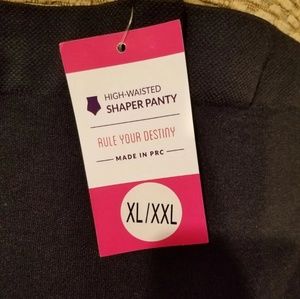 HIGH-WAISTED
SHAPER PANTY
RULE YOUR DESTINY
MADE IN PRC
XL/XXL